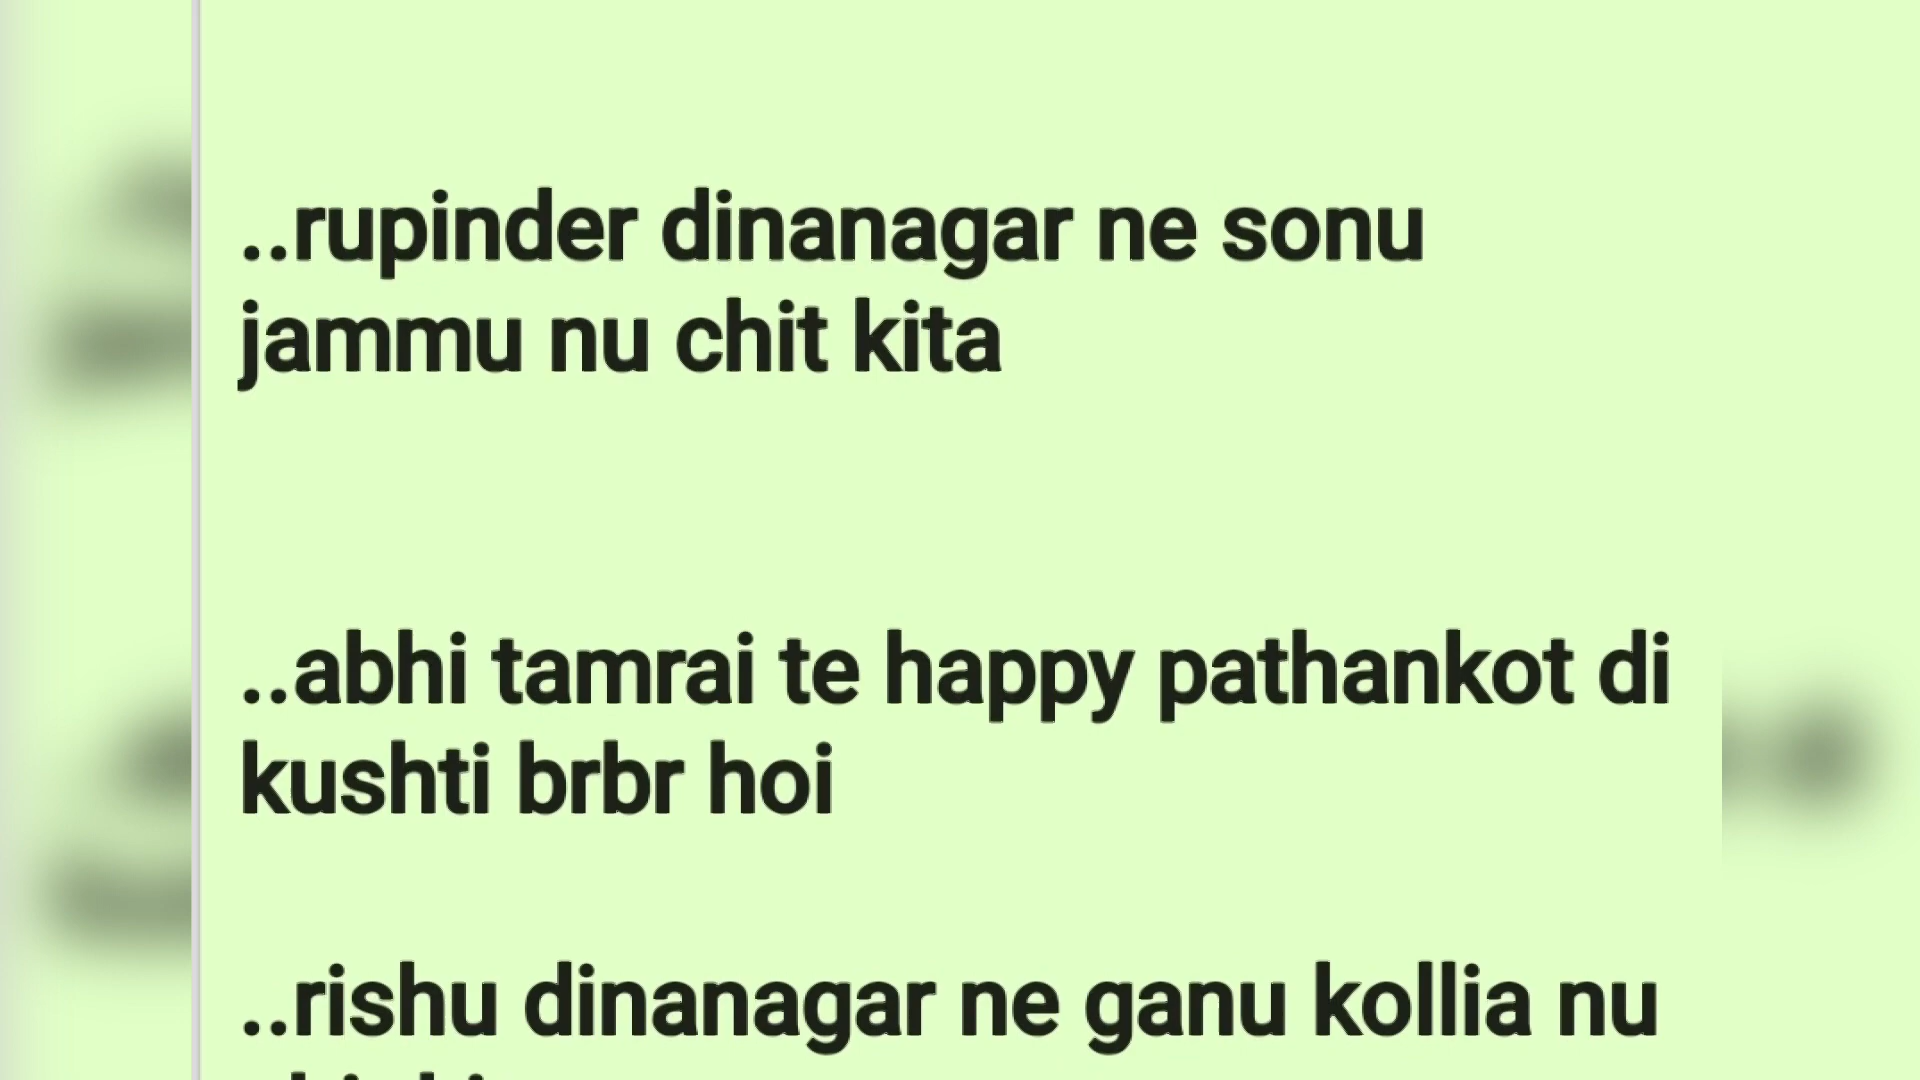 ..rupinder dinanagar ne sonu
jammu nu chit kita
..abhi tamrai te happy pathankot di
kushti brbr hoi
..rishu dinanagar ne ganu kollia nu